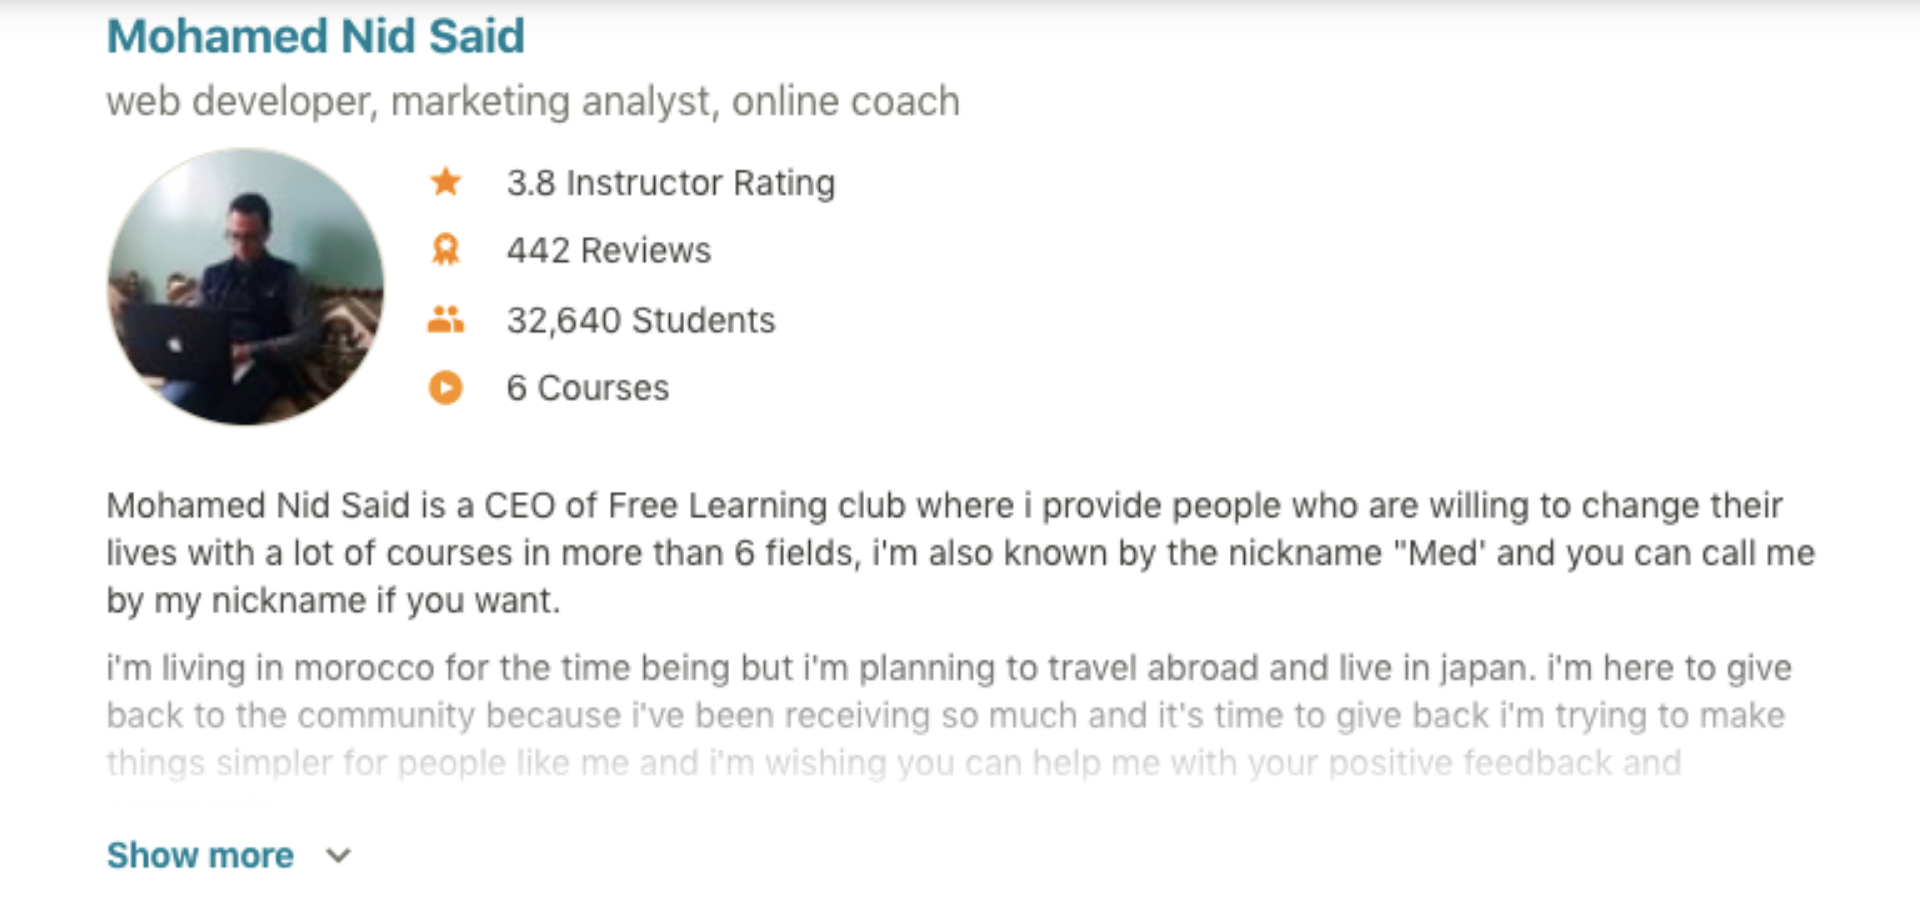 Mohamed Nid Said
web developer, marketing analyst, online coach
3.8 Instructor Rating
442 Reviews
32,640 Students
6 Courses
Mohamed Nid Said is a CEO of Free Learning club where i provide people who are willing to change their
lives with a lot of courses in more than 6 fields, i'm also known by the nickname "Med' and you can call me
by my nickname if you want.
i'm living in morocco for the time being but i'm planning to travel abroad and live in japan. i'm here to give
back to the community because i've been receiving so much and it's time to give back i'm trying to make
things simpler for people like me and i'm wishing you can help me with your positive feedback and
Show more